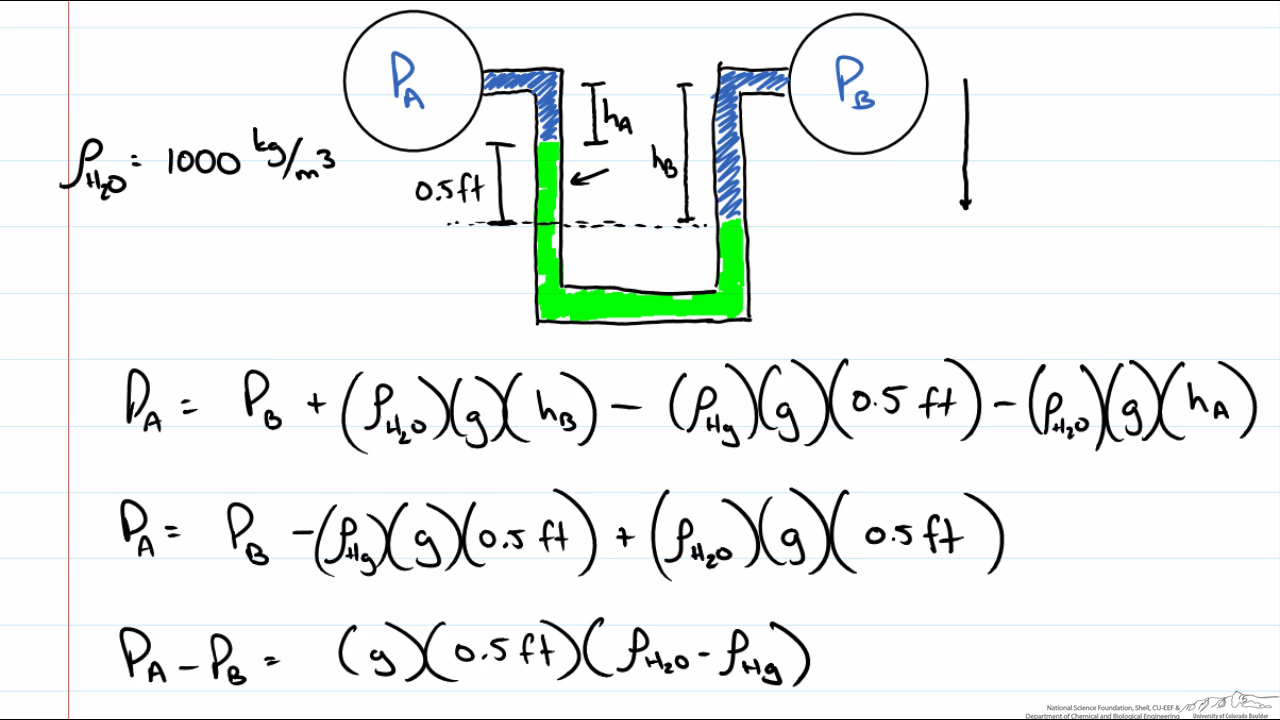 P_A
P_B
ρ_H₂O = 1000 kg/m³
h_A
h_B
0.5 ft
P_A = P_B + (ρ_H₂O)(g)(h_B) − (ρ_Hg)(g)(0.5 ft) − (ρ_H₂O)(g)(h_A)
P_A = P_B − (ρ_Hg)(g)(0.5 ft) + (ρ_H₂O)(g)(0.5 ft)
P_A − P_B = (g)(0.5 ft)(ρ_H₂O − ρ_Hg)
National Science Foundation, Shell, CU-EEF &
Department of Chemical and Biological Engineering
University of Colorado Boulder